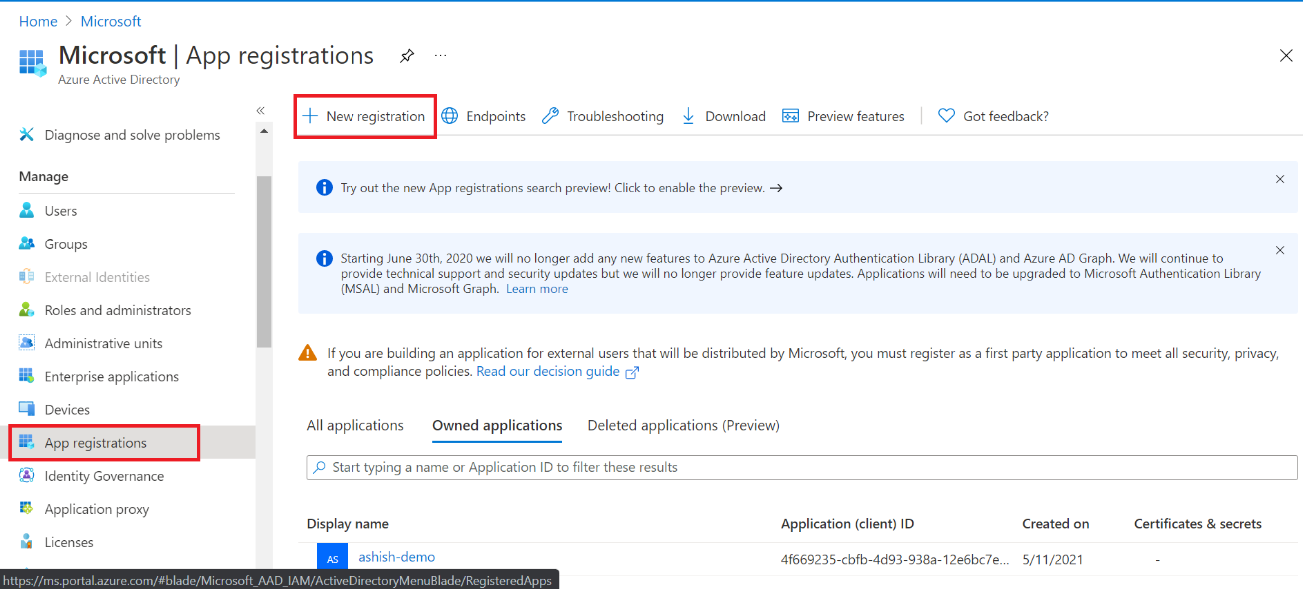 Home > Microsoft
Microsoft | App registrations
Azure Active Directory
Diagnose and solve problems
Manage
Users
Groups
External Identities
Roles and administrators
Administrative units
Enterprise applications
Devices
App registrations
Identity Governance
Application proxy
Licenses
New registration
Endpoints
Troubleshooting
Download
Preview features
Got feedback?
Try out the new App registrations search preview! Click to enable the preview. →
Starting June 30th, 2020 we will no longer add any new features to Azure Active Directory Authentication Library (ADAL) and Azure AD Graph. We will continue to
provide technical support and security updates but we will no longer provide feature updates. Applications will need to be upgraded to Microsoft Authentication Library
(MSAL) and Microsoft Graph. Learn more
If you are building an application for external users that will be distributed by Microsoft, you must register as a first party application to meet all security, privacy,
and compliance policies. Read our decision guide
All applications
Owned applications
Deleted applications (Preview)
Start typing a name or Application ID to filter these results
Display name
Application (client) ID
Created on
Certificates & secrets
AS
ashish-demo
4f669235-cbfb-4d93-938a-12e6bc7e...
5/11/2021
-
https://ms.portal.azure.com/#blade/Microsoft_AAD_IAM/ActiveDirectoryMenuBlade/RegisteredApps